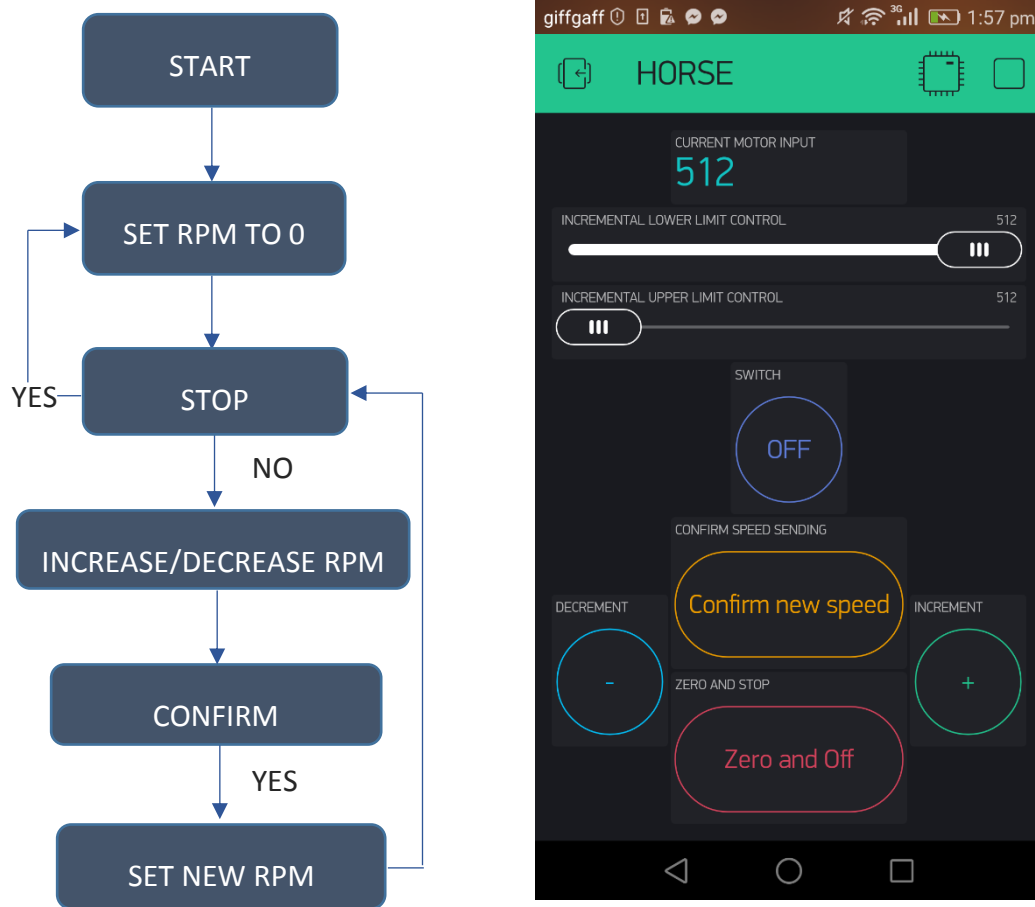 START
SET RPM TO 0
YES
STOP
NO
INCREASE/DECREASE RPM
CONFIRM
YES
SET NEW RPM
giffgaff 3G 1:57 pm
HORSE
CURRENT MOTOR INPUT
512
INCREMENTAL LOWER LIMIT CONTROL 512
INCREMENTAL UPPER LIMIT CONTROL 512
SWITCH
OFF
CONFIRM SPEED SENDING
Confirm new speed
DECREMENT
-
INCREMENT
+
ZERO AND STOP
Zero and Off